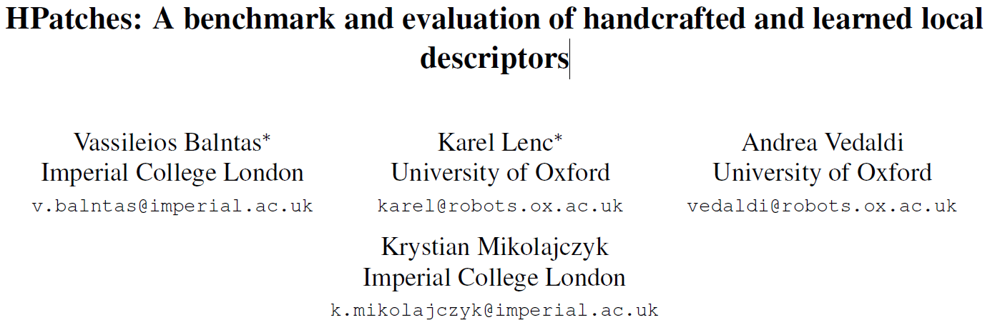 HPatches: A benchmark and evaluation of handcrafted and learned local
descriptors
Vassileios Balntas*
Imperial College London
v.balntas@imperial.ac.uk
Karel Lenc*
University of Oxford
karel@robots.ox.ac.uk
Andrea Vedaldi
University of Oxford
vedaldi@robots.ox.ac.uk
Krystian Mikolajczyk
Imperial College London
k.mikolajczyk@imperial.ac.uk